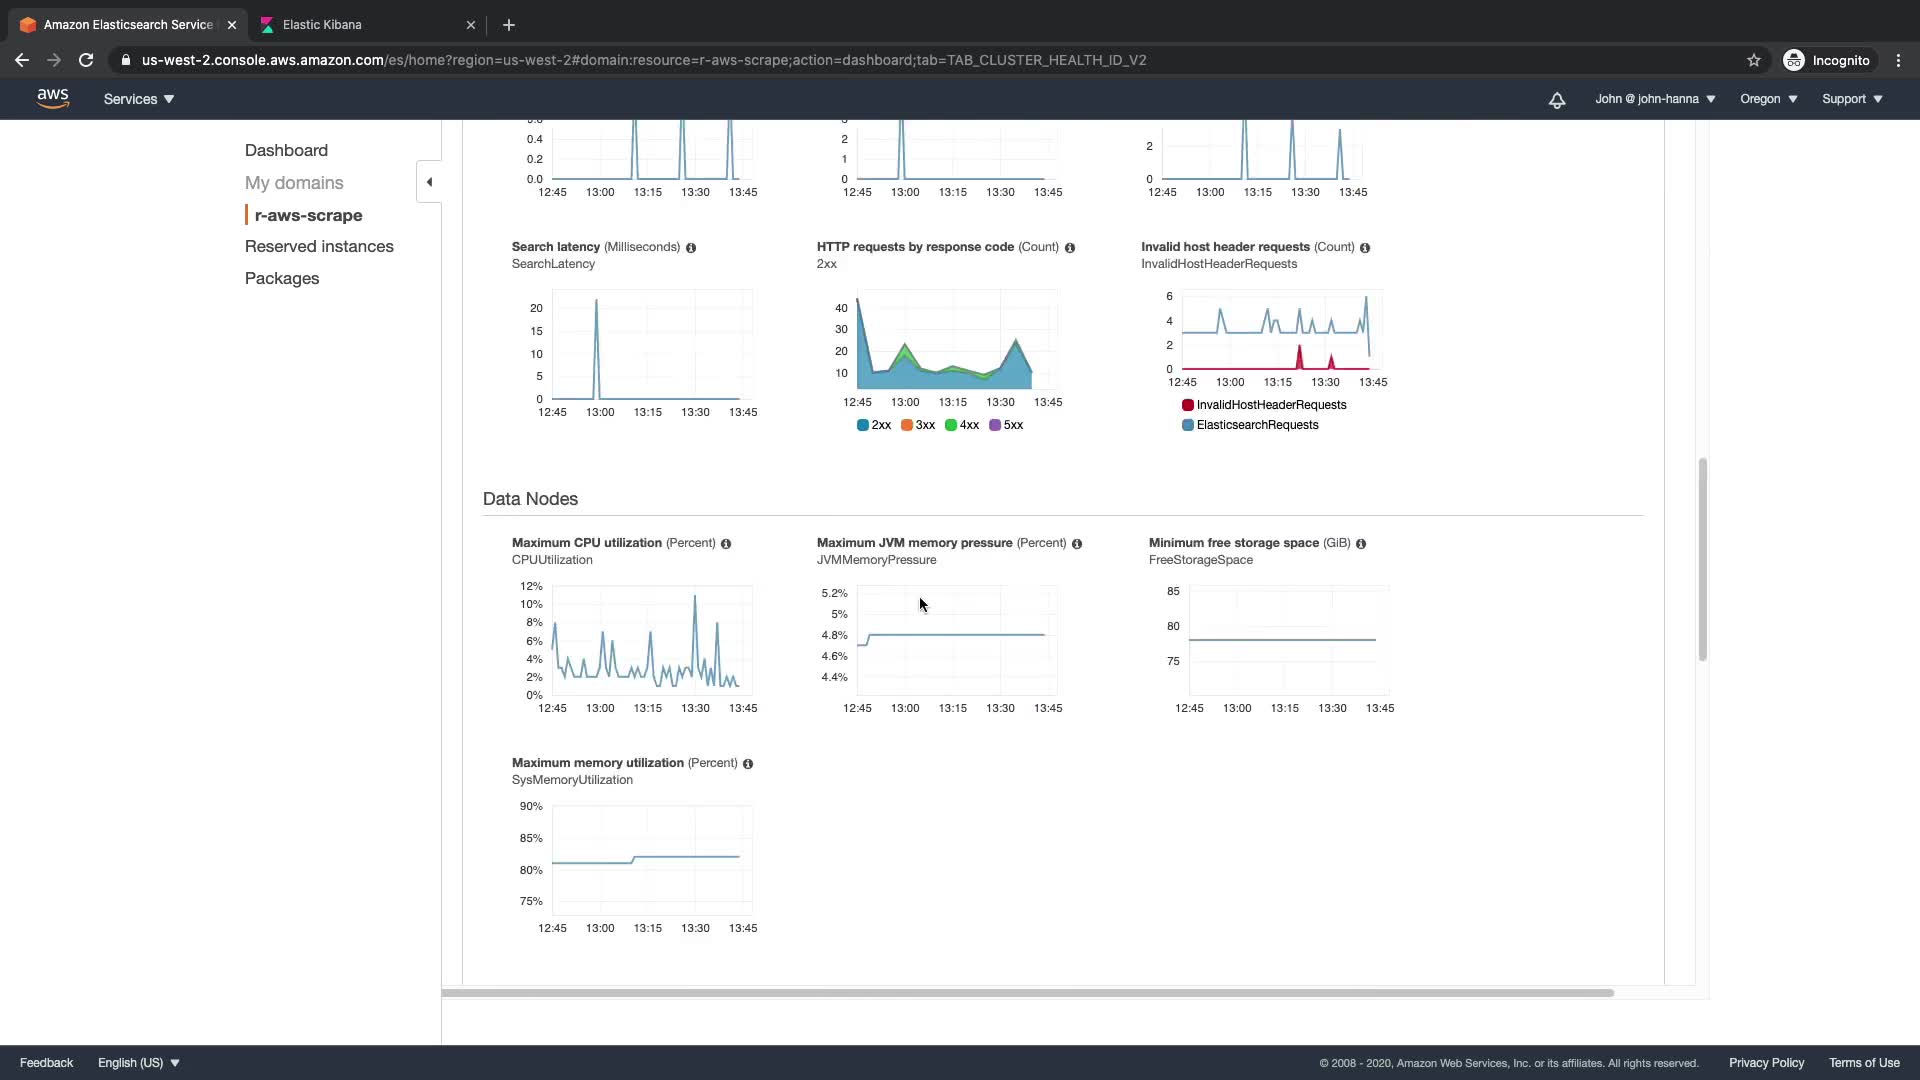 Amazon Elasticsearch Service
Elastic Kibana
us-west-2.console.aws.amazon.com/es/home?region=us-west-2#domain:resource=r-aws-scrape;action=dashboard;tab=TAB_CLUSTER_HEALTH_ID_V2
Incognito
aws
Services
John @ john-hanna
Oregon
Support
Dashboard
My domains
r-aws-scrape
Reserved instances
Packages
0.4
0.2
0.0
12:45 13:00 13:15 13:30 13:45
2
1
0
12:45 13:00 13:15 13:30 13:45
2
0
12:45 13:00 13:15 13:30 13:45
Search latency (Milliseconds)
SearchLatency
20
15
10
5
0
12:45 13:00 13:15 13:30 13:45
HTTP requests by response code (Count)
2xx
40
30
20
10
12:45 13:00 13:15 13:30 13:45
2xx 3xx 4xx 5xx
Invalid host header requests (Count)
InvalidHostHeaderRequests
6
4
2
0
12:45 13:00 13:15 13:30 13:45
InvalidHostHeaderRequests
ElasticsearchRequests
Data Nodes
Maximum CPU utilization (Percent)
CPUUtilization
12%
10%
8%
6%
4%
2%
0%
12:45 13:00 13:15 13:30 13:45
Maximum JVM memory pressure (Percent)
JVMMemoryPressure
5.2%
5%
4.8%
4.6%
4.4%
12:45 13:00 13:15 13:30 13:45
Minimum free storage space (GiB)
FreeStorageSpace
85
80
75
12:45 13:00 13:15 13:30 13:45
Maximum memory utilization (Percent)
SysMemoryUtilization
90%
85%
80%
75%
12:45 13:00 13:15 13:30 13:45
Feedback
English (US)
© 2008 - 2020, Amazon Web Services, Inc. or its affiliates. All rights reserved.
Privacy Policy
Terms of Use